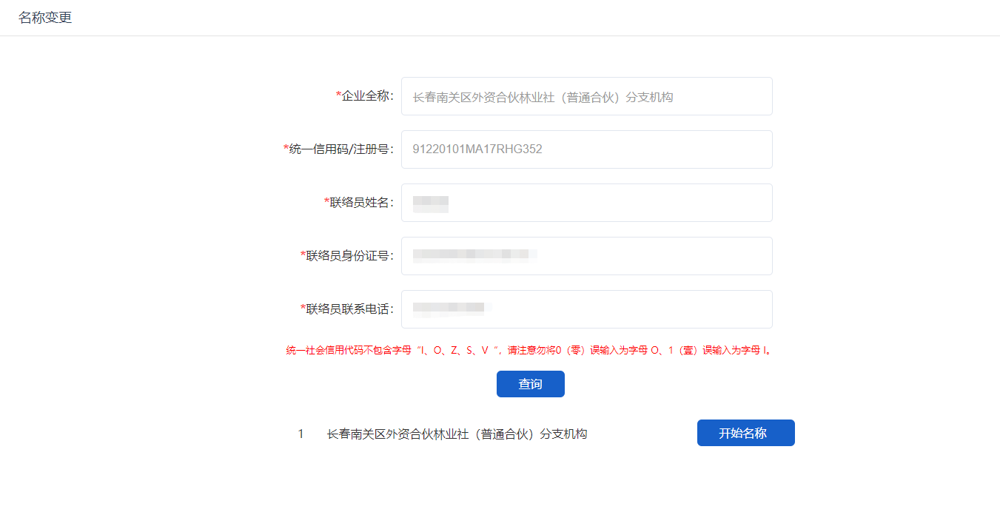 名称变更
*企业全称：
长春南关区外资合伙林业社（普通合伙）分支机构
*统一信用码/注册号：
91220101MA17RHG352
*联络员姓名：
*联络员身份证号：
*联络员联系电话：
统一社会信用代码不包含字母“I、O、Z、S、V“，请注意勿将0（零）误输入为字母 O、1（壹）误输入为字母 I。
查询
1 长春南关区外资合伙林业社（普通合伙）分支机构 开始名称